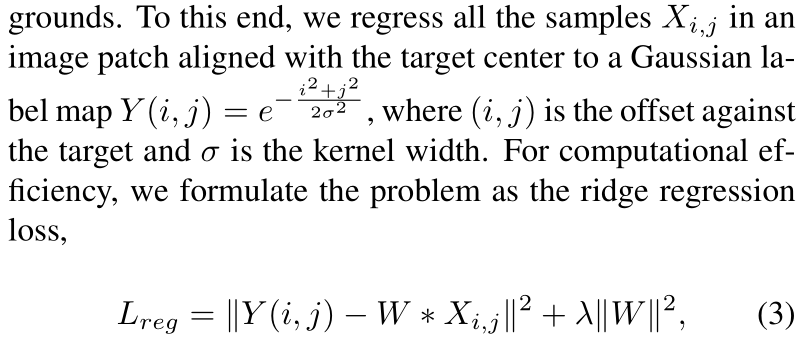 grounds. To this end, we regress all the samples $X_{i,j}$ in an
image patch aligned with the target center to a Gaussian la-
bel map $Y(i,j) = e^{-\frac{i^2+j^2}{2\sigma^2}}$, where $(i,j)$ is the offset against
the target and $\sigma$ is the kernel width. For computational ef-
ficiency, we formulate the problem as the ridge regression
loss,
$L_{reg} = \|Y(i,j) - W * X_{i,j}\|^2 + \lambda\|W\|^2,$ (3)